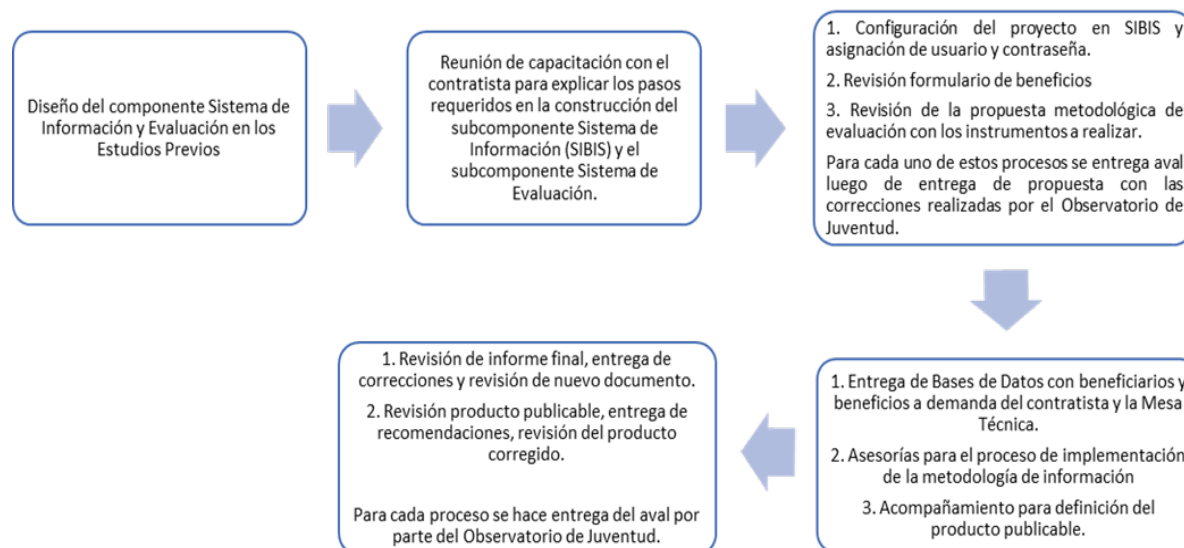 Diseño del componente Sistema de
Información y Evaluación en los
Estudios Previos
Reunión de capacitación con el
contratista para explicar los pasos
requeridos en la construcción del
subcomponente Sistema de
Información (SIBIS) y el
subcomponente Sistema de
Evaluación.
1. Configuración del proyecto en SIBIS y
asignación de usuario y contraseña.
2. Revisión formulario de beneficios
3. Revisión de la propuesta metodológica de
evaluación con los instrumentos a realizar.
Para cada uno de estos procesos se entrega aval
luego de entrega de propuesta con las
correcciones realizadas por el Observatorio de
Juventud.
1. Entrega de Bases de Datos con beneficiarios y
beneficios a demanda del contratista y la Mesa
Técnica.
2. Asesorías para el proceso de implementación
de la metodología de información
3. Acompañamiento para definición del
producto publicable.
1. Revisión de informe final, entrega de
correcciones y revisión de nuevo documento.
2. Revisión producto publicable, entrega de
recomendaciones, revisión del producto
corregido.
Para cada proceso se hace entrega del aval por
parte del Observatorio de Juventud.